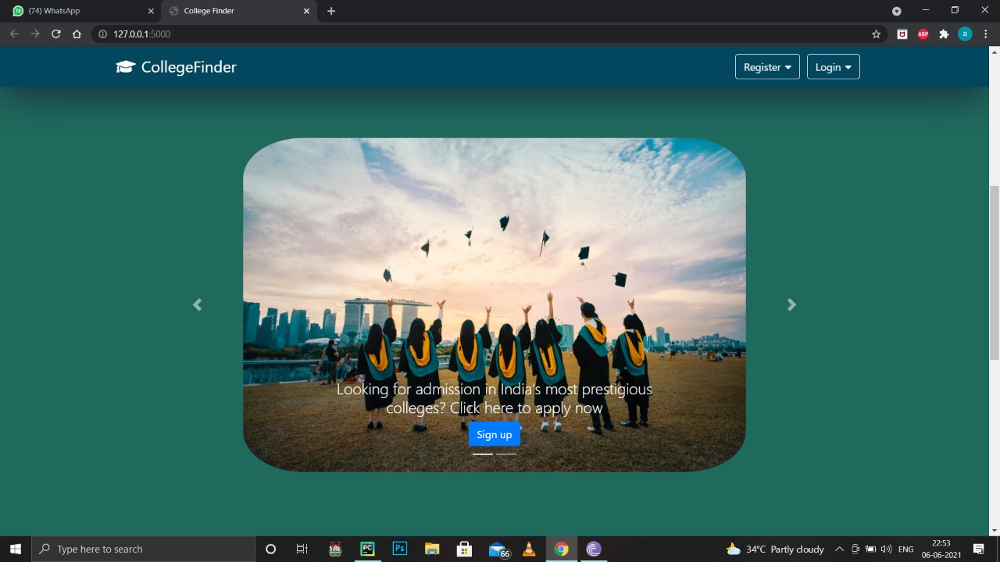 74
(74) WhatsApp
College Finder
127.0.0.1:5000
ABP
a
CollegeFinder
Register
Login
Looking for admission in India's most prestigious
colleges? Click here to apply now
Sign up
Type here to search
PC
Ps
66
34°C Partly cloudy
ENG
22:53
06-06-2021